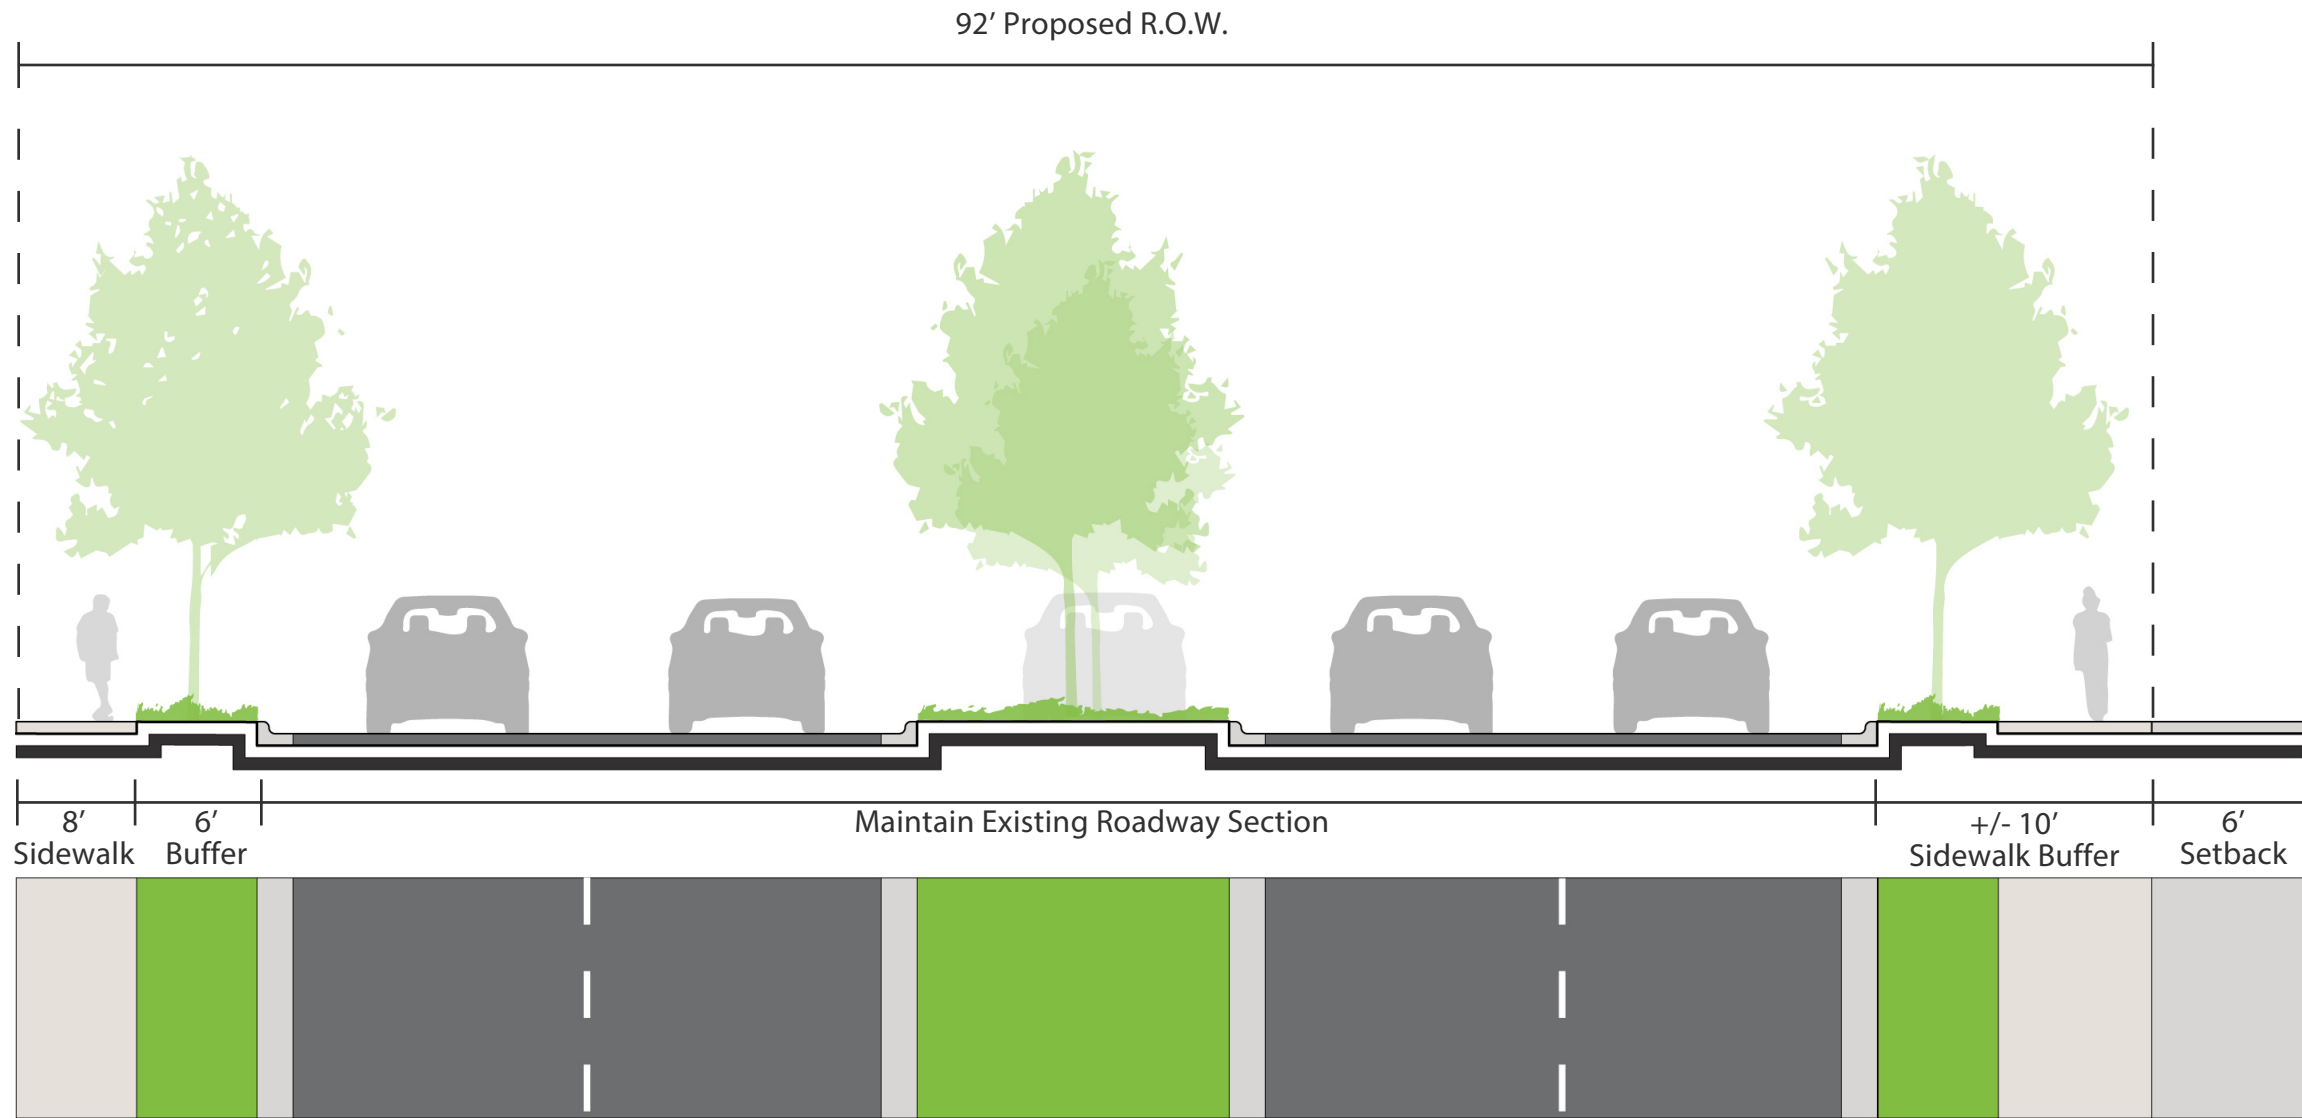 92’ Proposed R.O.W.
8’
Sidewalk
6’
Buffer
Maintain Existing Roadway Section
+/- 10’
Sidewalk Buffer
6’
Setback